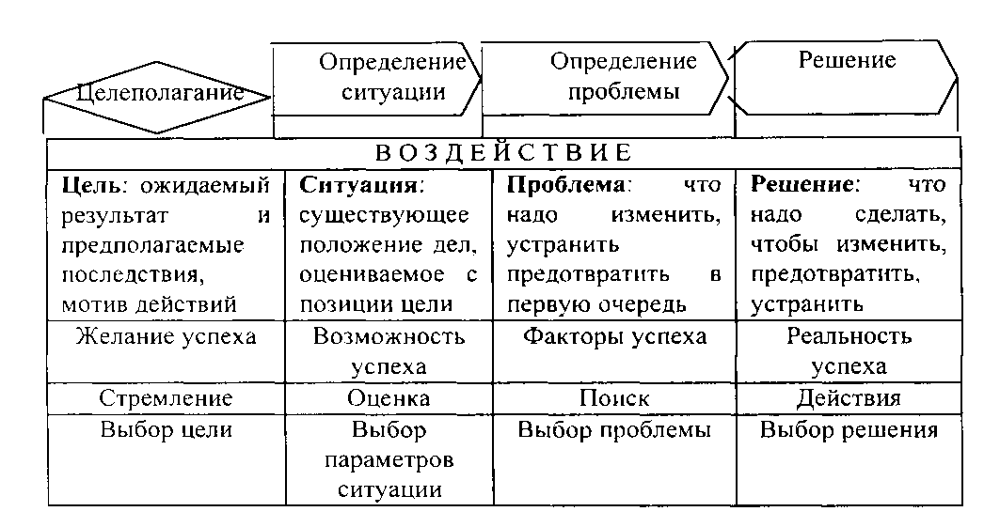 Целеполагание
Определение
ситуации
Определение
проблемы
Решение
ВОЗДЕЙСТВИЕ
Цель: ожидаемый
результат и
предполагаемые
последствия,
мотив действий
Ситуация:
существующее
положение дел,
оцениваемое с
позиции цели
Проблема: что
надо изменить,
устранить
предотвратить в
первую очередь
Решение: что
надо сделать,
чтобы изменить,
предотвратить,
устранить
Желание успеха
Возможность
успеха
Факторы успеха
Реальность
успеха
Стремление
Оценка
Поиск
Действия
Выбор цели
Выбор
параметров
ситуации
Выбор проблемы
Выбор решения